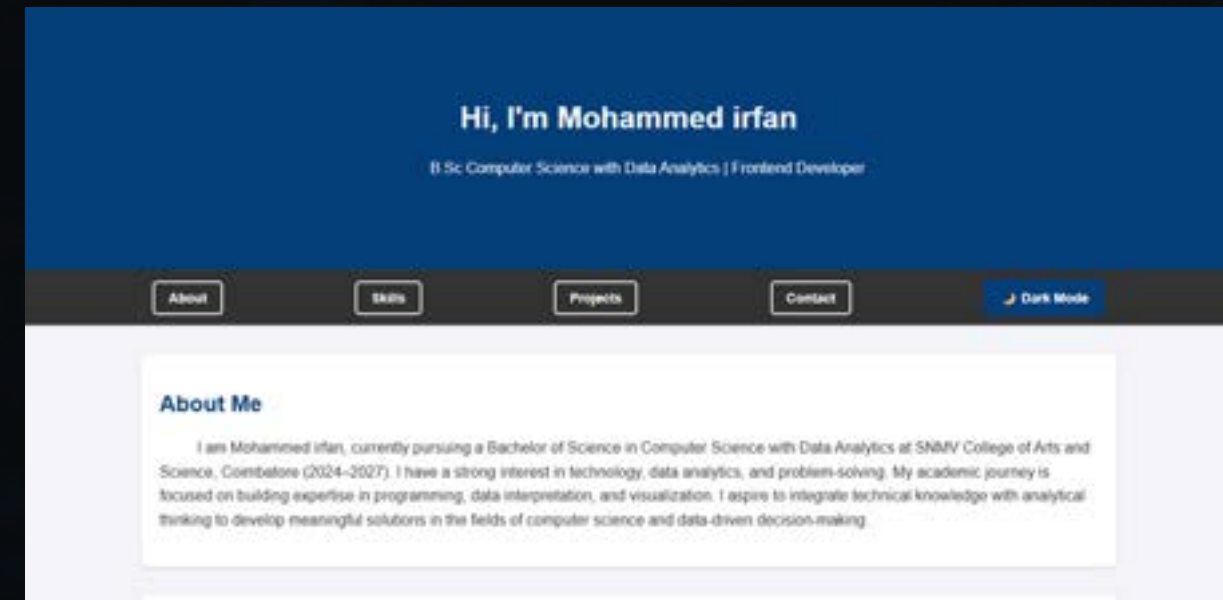 Hi, I'm Mohammed irfan
B.Sc Computer Science with Data Analytics | Frontend Developer
About
Skills
Projects
Contact
🌙 Dark Mode
About Me
I am Mohammed irfan, currently pursuing a Bachelor of Science in Computer Science with Data Analytics at SNMV College of Arts and
Science, Coimbatore (2024–2027). I have a strong interest in technology, data analytics, and problem-solving. My academic journey is
focused on building expertise in programming, data interpretation, and visualization. I aspire to integrate technical knowledge with analytical
thinking to develop meaningful solutions in the fields of computer science and data-driven decision-making.